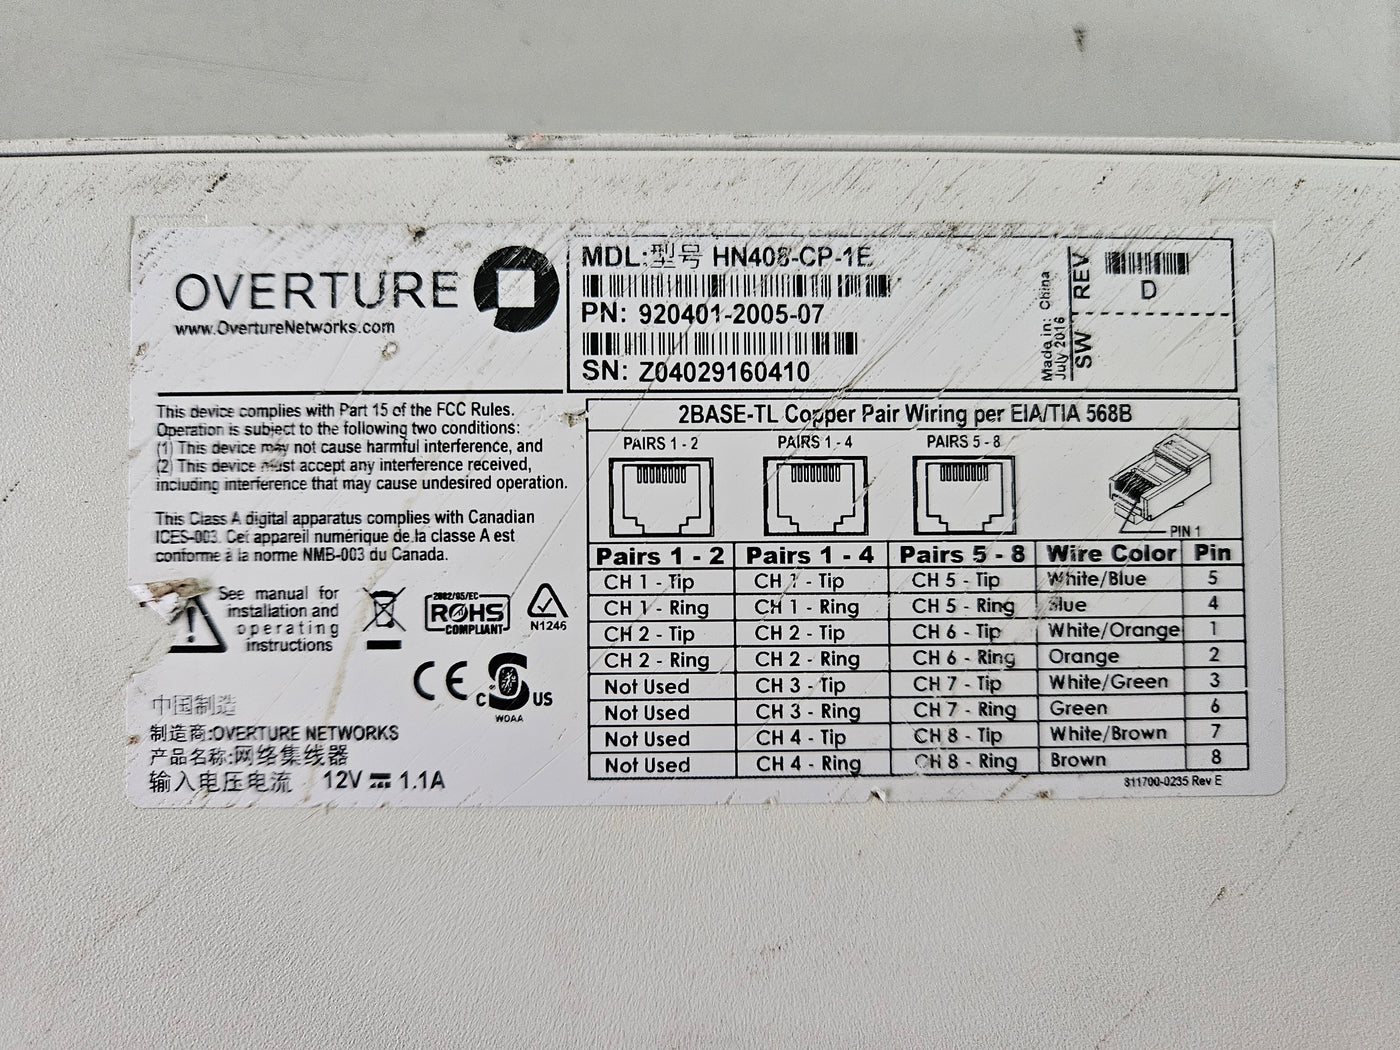 OVERTURE
www.OvertureNetworks.com
MDL:型号 HN408-CP-1E
PN: 920401-2005-07
SN: Z04029160410
Made in: China
July 2016
REV
D
SW
This device complies with Part 15 of the FCC Rules.
Operation is subject to the following two conditions:
(1) This device may not cause harmful interference, and
(2) This device must accept any interference received,
including interference that may cause undesired operation.
This Class A digital apparatus complies with Canadian
ICES-003. Cet appareil numérique de la classe A est
conforme à la norme NMB-003 du Canada.
See manual for
installation and
operating
instructions
2002/95/EC
RoHS
COMPLIANT
N1246
CE
C US
WOAA
中国制造
制造商:OVERTURE NETWORKS
产品名称:网络集线器
输入电压电流 12V 1.1A
2BASE-TL Copper Pair Wiring per EIA/TIA 568B
PAIRS 1 - 2 PAIRS 1 - 4 PAIRS 5 - 8
PIN 1
Pairs 1 - 2 Pairs 1 - 4 Pairs 5 - 8 Wire Color Pin
CH 1 - Tip CH 1 - Tip CH 5 - Tip White/Blue 5
CH 1 - Ring CH 1 - Ring CH 5 - Ring Blue 4
CH 2 - Tip CH 2 - Tip CH 6 - Tip White/Orange 1
CH 2 - Ring CH 2 - Ring CH 6 - Ring Orange 2
Not Used CH 3 - Tip CH 7 - Tip White/Green 3
Not Used CH 3 - Ring CH 7 - Ring Green 6
Not Used CH 4 - Tip CH 8 - Tip White/Brown 7
Not Used CH 4 - Ring CH 8 - Ring Brown 8
811700-0235 Rev E